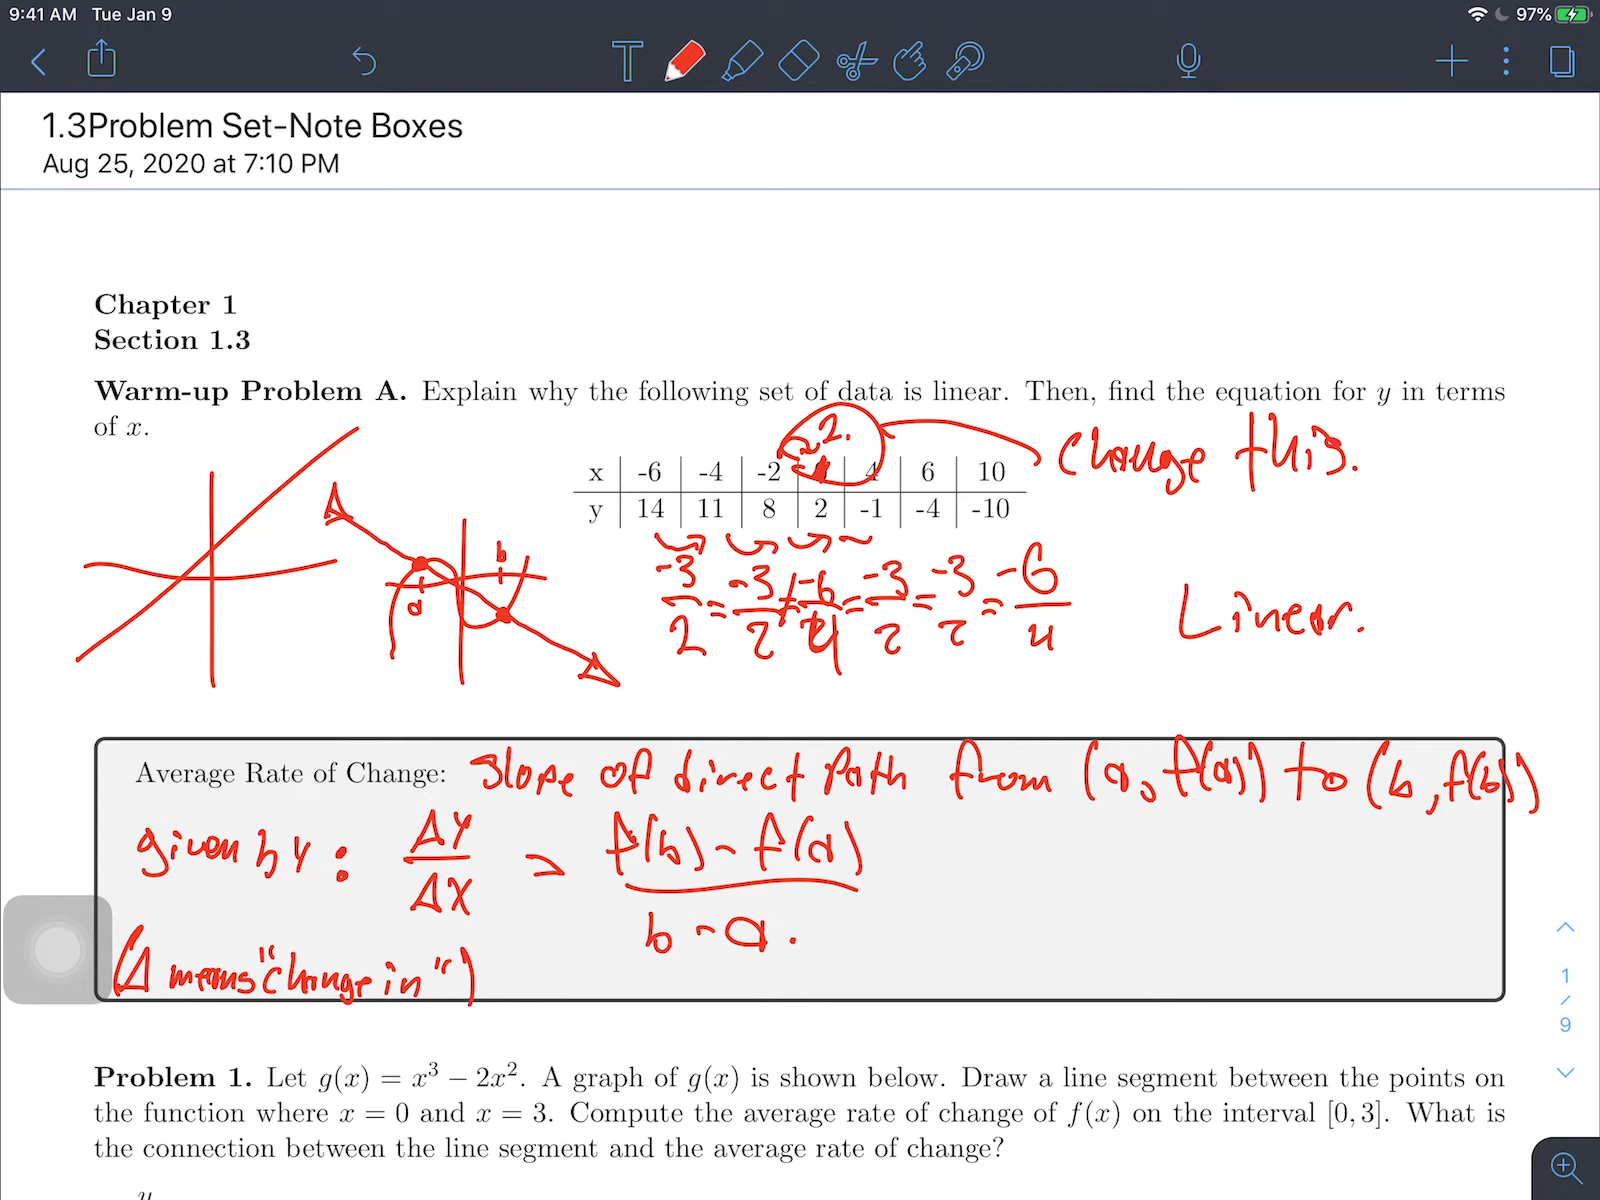 9:41 AM Tue Jan 9
97%
T
1.3Problem Set-Note Boxes
Aug 25, 2020 at 7:10 PM
Chapter 1
Section 1.3
Warm-up Problem A. Explain why the following set of data is linear. Then, find the equation for y in terms
of x.
2.
Change this.
x -6 -4 -2 4 6 10
y 14 11 8 2 -1 -4 -10
a b
-3/2 = -3/2 ≠ -6/4 = -3/2 = -3/2 = -6/4
Linear.
Average Rate of Change: Slope of direct Path from (a, f(a)) to (b, f(b))
given by: ΔY/ΔX = f(b) - f(a) / b - a.
(Δ means "change in")
1
/
9
Problem 1. Let g(x) = x³ − 2x². A graph of g(x) is shown below. Draw a line segment between the points on
the function where x = 0 and x = 3. Compute the average rate of change of f(x) on the interval [0, 3]. What is
the connection between the line segment and the average rate of change?
y